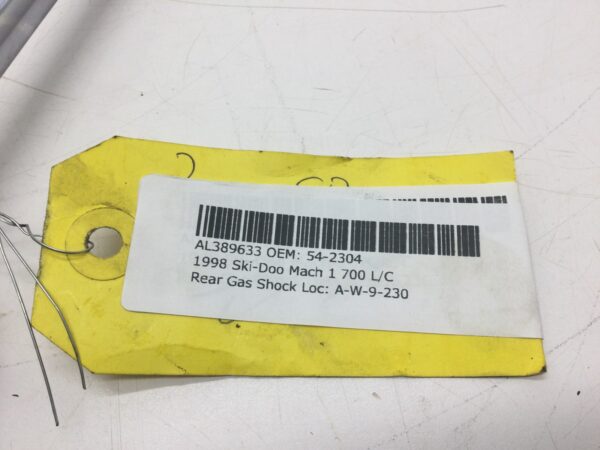 AL389633 OEM: 54-2304
1998 Ski-Doo Mach 1 700 L/C
Rear Gas Shock Loc: A-W-9-230